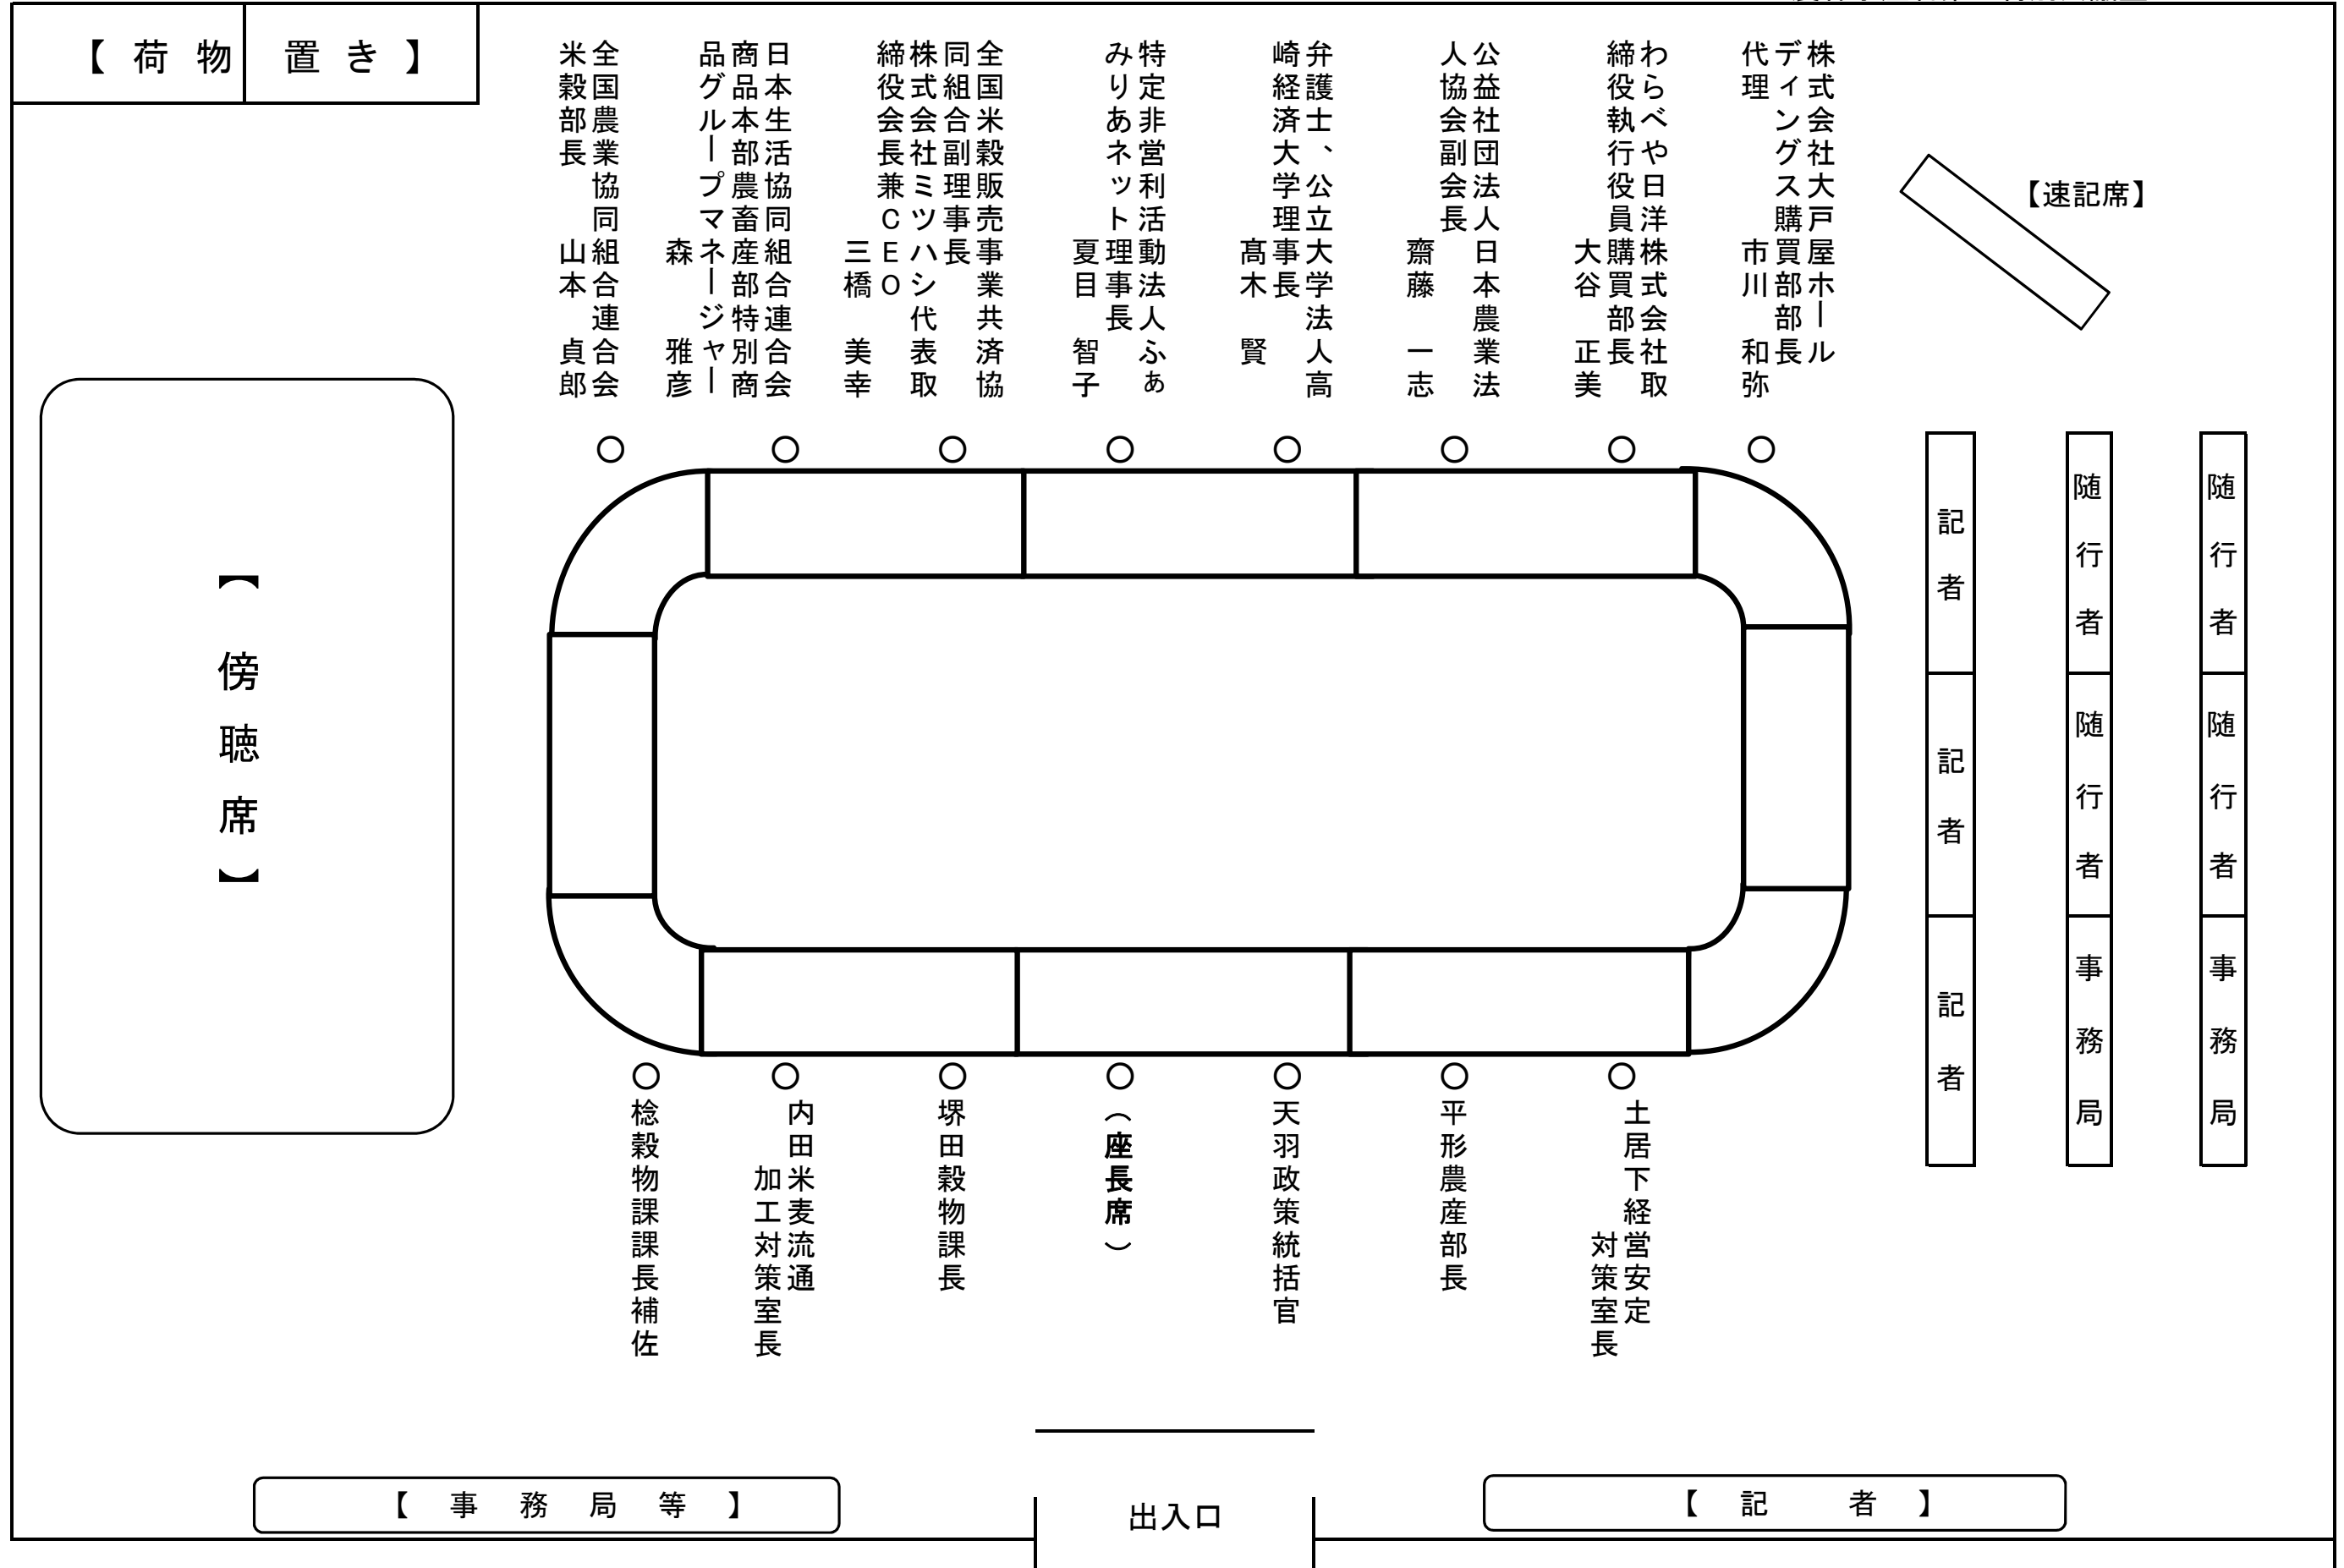 【荷物置き】
株式会社大戸屋ホール
ディングス購買部部長
代理　市川　和弥
わらべや日洋株式会社取
締役執行役員購買部長
大谷　正美
公益社団法人日本農業法
人協会副会長
齋藤　一志
弁護士、公立大学法人高
崎経済大学理事長
髙木　賢
特定非営利活動法人ふぁ
みりあネット理事長
夏目　智子
全国米穀販売事業共済協
同組合副理事長
株式会社ミツハシ代表取
締役会長兼ＣＥＯ
三橋　美幸
日本生活協同組合連合会
商品本部農畜産部特別商
品グループマネージャー
森　雅彦
全国農業協同組合連合会
米穀部長　山本　貞郎
【速記席】
【傍聴席】
記者
記者
記者
随行者
随行者
事務局
随行者
随行者
事務局
土居下経営安定
対策室長
平形農産部長
天羽政策統括官
（座長席）
堺田穀物課長
内田米麦流通
加工対策室長
稔穀物課課長補佐
【事務局等】
出入口
【記者】